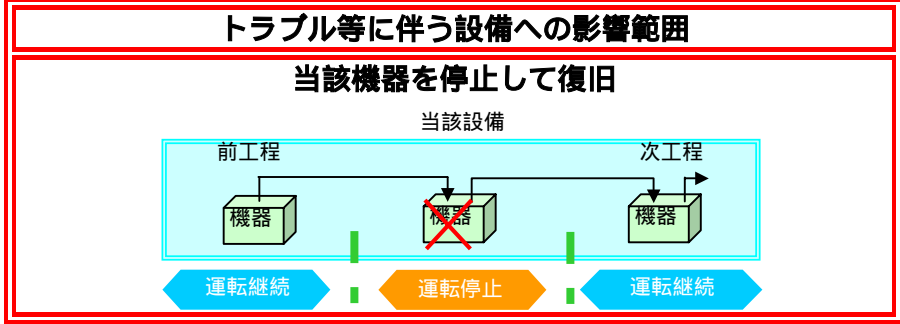 トラブル等に伴う設備への影響範囲
当該機器を停止して復旧
当該設備
前工程
次工程
機器
機器
機器
運転継続
運転停止
運転継続